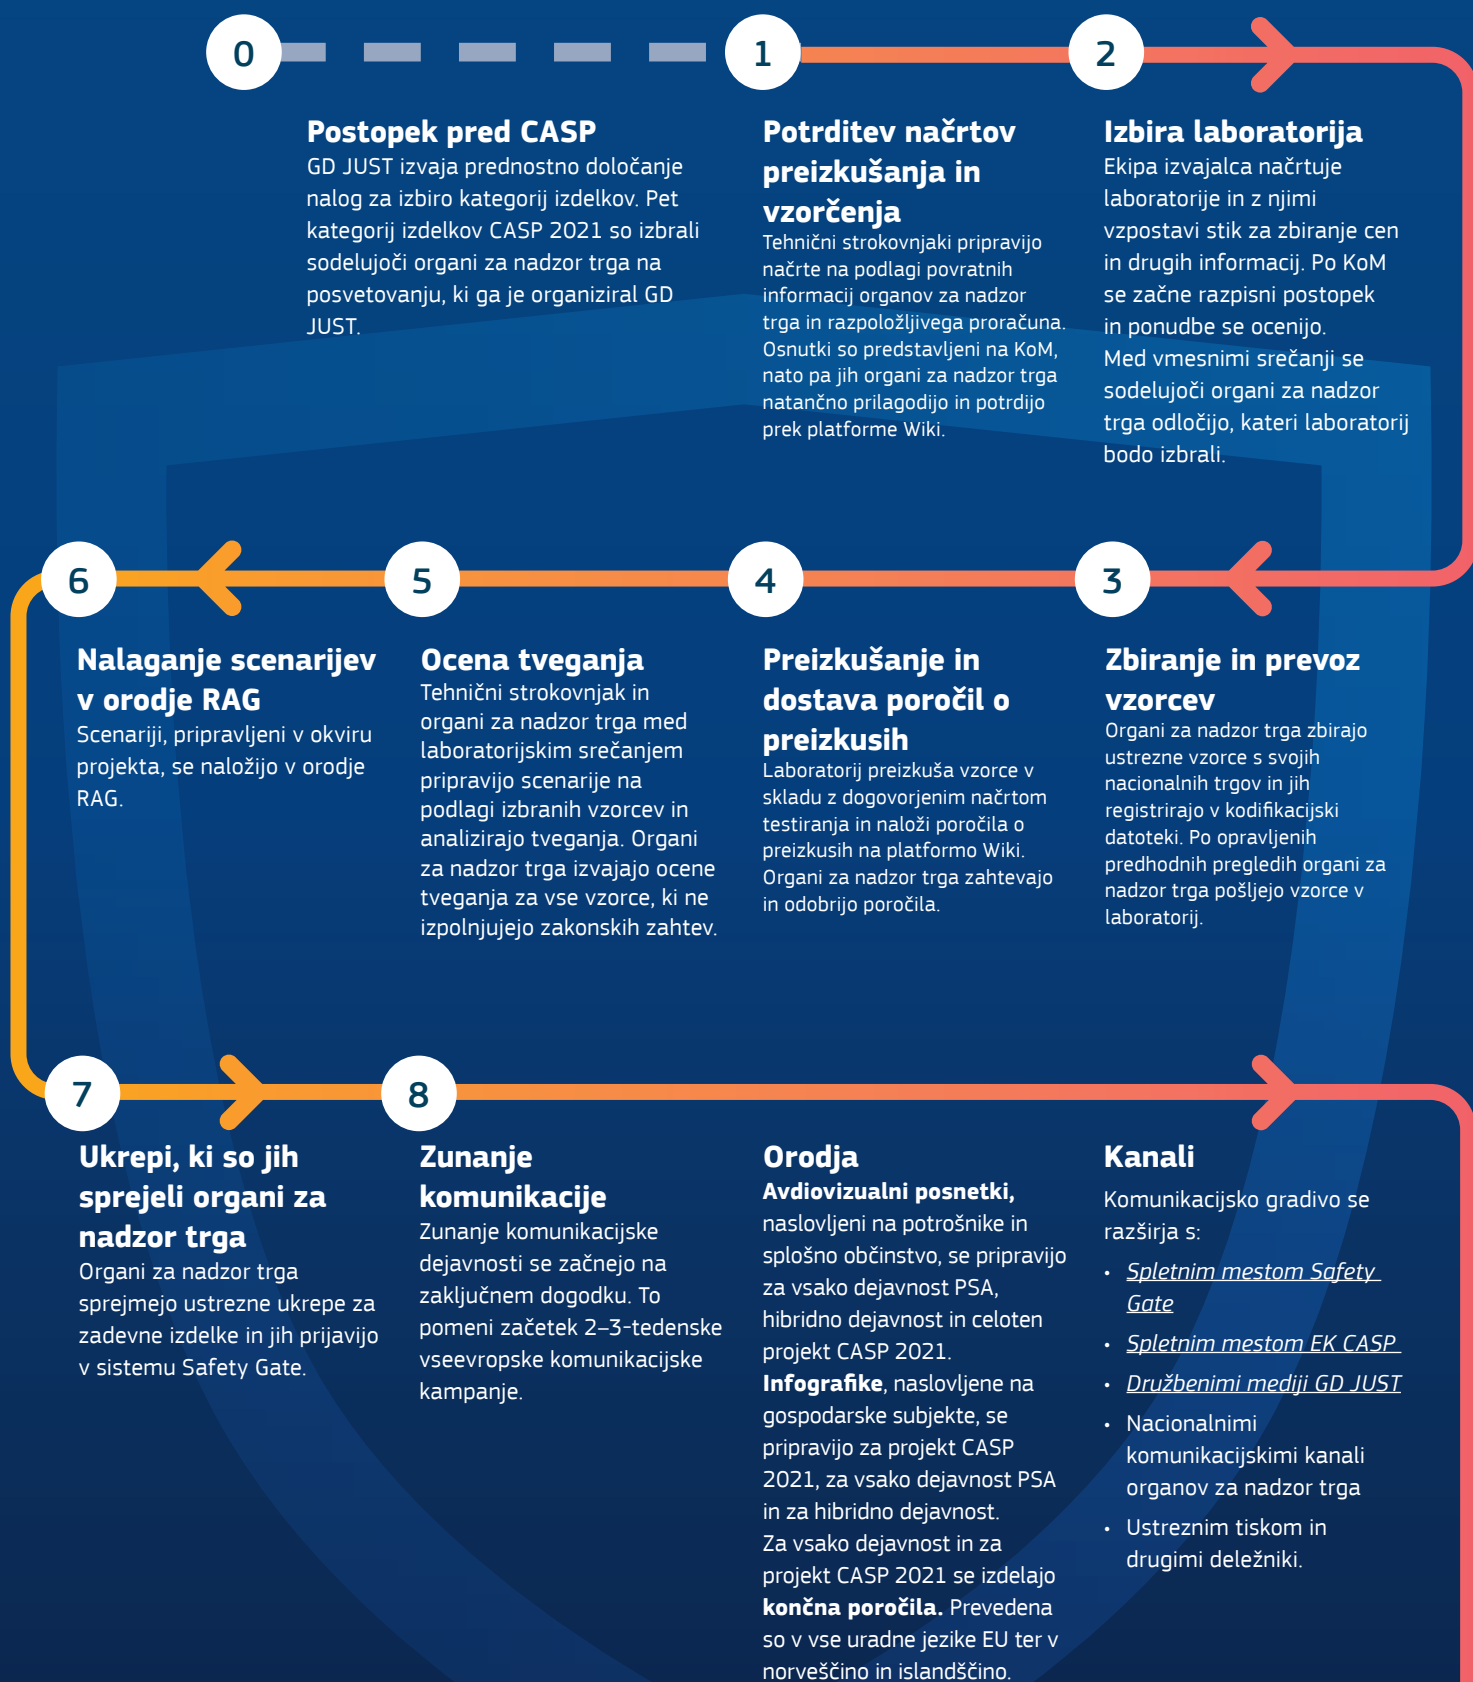 0
Postopek pred CASP
GD JUST izvaja prednostno določanje
nalog za izbiro kategorij izdelkov. Pet
kategorij izdelkov CASP 2021 so izbrali
sodelujoči organi za nadzor trga na
posvetovanju, ki ga je organiziral GD
JUST.
1
Potrditev načrtov
preizkušanja in
vzorčenja
Tehnični strokovnjaki pripravijo
načrte na podlagi povratnih
informacij organov za nadzor
trga in razpoložljivega proračuna.
Osnutki so predstavljeni na KoM,
nato pa jih organi za nadzor trga
natančno prilagodijo in potrdijo
prek platforme Wiki.
2
Izbira laboratorija
Ekipa izvajalca načrtuje
laboratorije in z njimi
vzpostavi stik za zbiranje cen
in drugih informacij. Po KoM
se začne razpisni postopek
in ponudbe se ocenijo.
Med vmesnimi srečanji se
sodelujoči organi za nadzor
trga odločijo, kateri laboratorij
bodo izbrali.
3
Zbiranje in prevoz
vzorcev
Organi za nadzor trga zbirajo
ustrezne vzorce s svojih
nacionalnih trgov in jih
registrirajo v kodifikacijski
datoteki. Po opravljenih
predhodnih pregledih organi za
nadzor trga pošljejo vzorce v
laboratorij.
4
Preizkušanje in
dostava poročil o
preizkusih
Laboratorij preizkuša vzorce v
skladu z dogovorjenim načrtom
testiranja in naloži poročila o
preizkusih na platformo Wiki.
Organi za nadzor trga zahtevajo
in odobrijo poročila.
5
Ocena tveganja
Tehnični strokovnjak in
organi za nadzor trga med
laboratorijskim srečanjem
pripravijo scenarije na
podlagi izbranih vzorcev in
analizirajo tveganja. Organi
za nadzor trga izvajajo ocene
tveganja za vse vzorce, ki ne
izpolnjujejo zakonskih zahtev.
6
Nalaganje scenarijev
v orodje RAG
Scenariji, pripravljeni v okviru
projekta, se naložijo v orodje
RAG.
7
Ukrepi, ki so jih
sprejeli organi za
nadzor trga
Organi za nadzor trga
sprejmejo ustrezne ukrepe za
zadevne izdelke in jih prijavijo
v sistemu Safety Gate.
8
Zunanje
komunikacije
Zunanje komunikacijske
dejavnosti se začnejo na
zaključnem dogodku. To
pomeni začetek 2–3-tedenske
vseevropske komunikacijske
kampanje.
Orodja
Avdiovizualni posnetki,
naslovljeni na potrošnike in
splošno občinstvo, se pripravijo
za vsako dejavnost PSA,
hibridno dejavnost in celoten
projekt CASP 2021.
Infografike, naslovljene na
gospodarske subjekte, se
pripravijo za projekt CASP
2021, za vsako dejavnost PSA
in za hibridno dejavnost.
Za vsako dejavnost in za
projekt CASP 2021 se izdelajo
končna poročila. Prevedena
so v vse uradne jezike EU ter v
norveščino in islandščino.
Kanali
Komunikacijsko gradivo se
razširja s:
• Spletnim mestom Safety
Gate
• Spletnim mestom EK CASP
• Družbenimi mediji GD JUST
• Nacionalnimi
komunikacijskimi kanali
organov za nadzor trga
• Ustreznim tiskom in
drugimi deležniki.